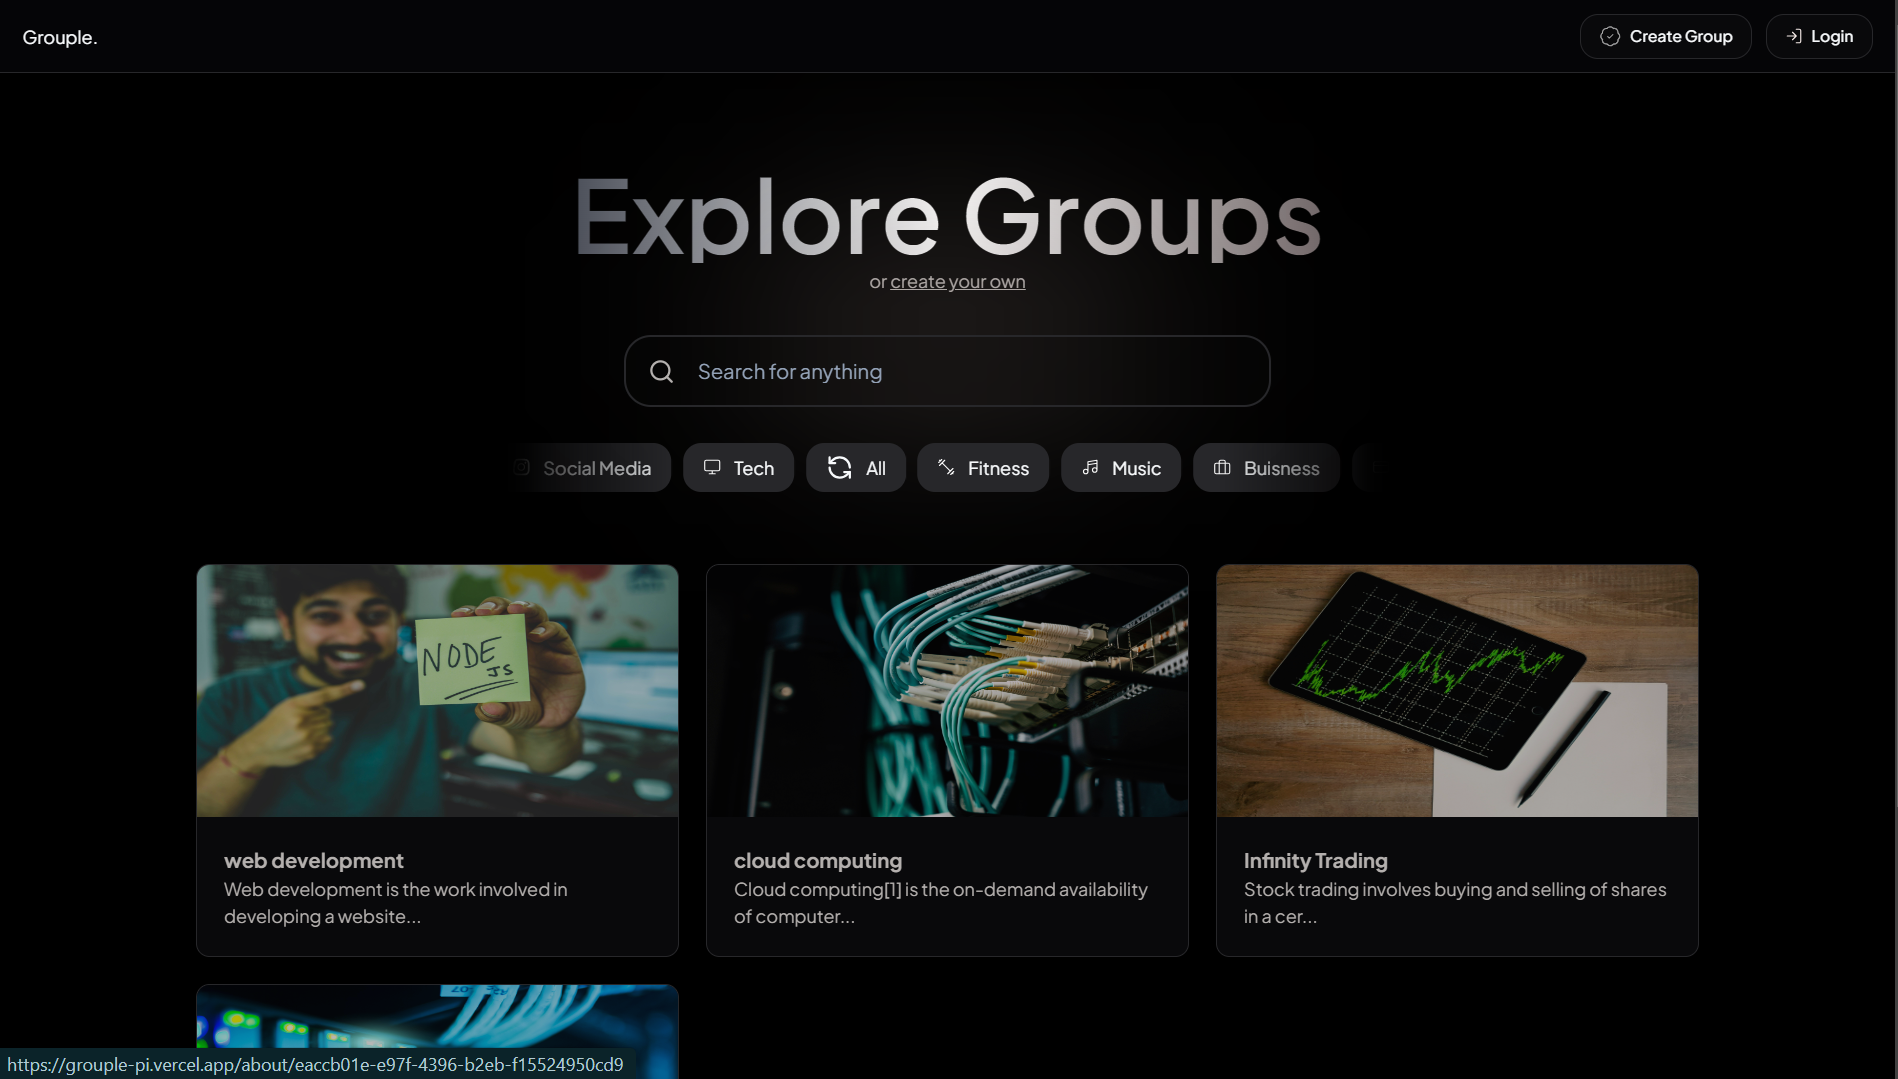 Grouple.
Create Group
Login
Explore Groups
or create your own
Search for anything
Social Media
Tech
All
Fitness
Music
Buisness
NODE
JS
web development
Web development is the work involved in
developing a website...
cloud computing
Cloud computing[1] is the on-demand availability
of computer...
Infinity Trading
Stock trading involves buying and selling of shares
in a cer...
https://grouple-pi.vercel.app/about/eaccb01e-e97f-4396-b2eb-f15524950cd9